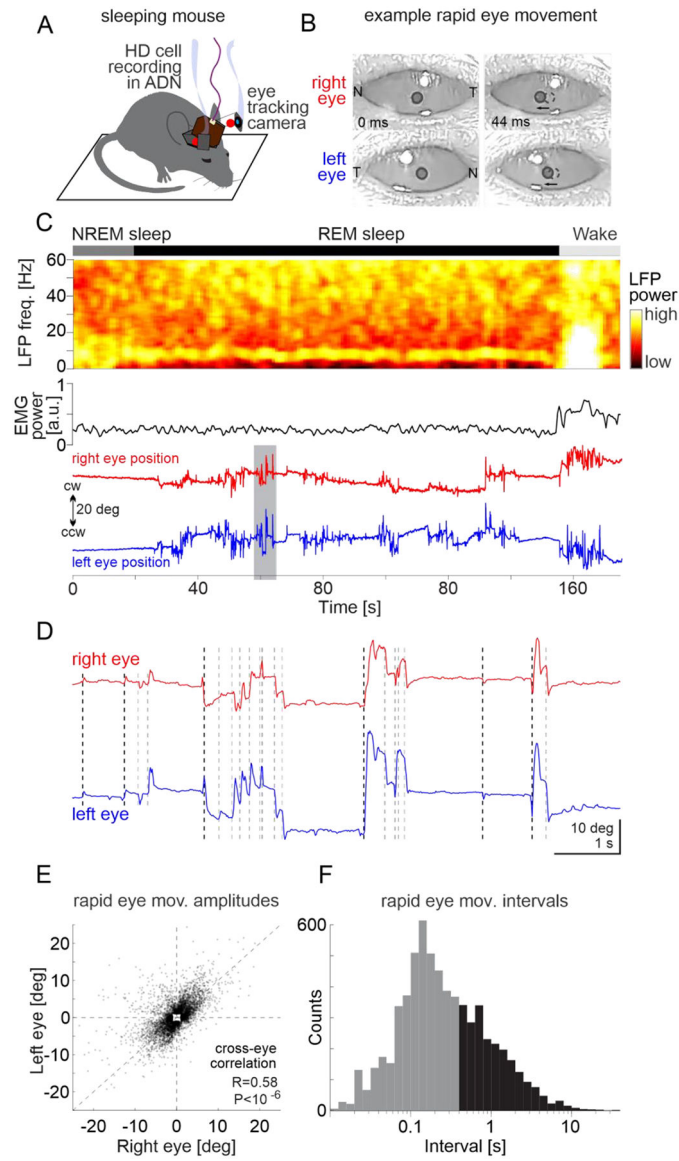 A
sleeping mouse
HD cell
recording
in ADN
eye
tracking
camera
B
example rapid eye movement
right
eye
N
T
0 ms
44 ms
left
eye
T
N
C
NREM sleep
REM sleep
Wake
LFP freq. [Hz]
60
40
20
0
LFP
power
high
low
EMG
power
[a.u.]
1
0
right eye position
cw
20 deg
ccw
left eye position
0
40
80
80
160
Time [s]
D
right eye
left eye
10 deg
1 s
E
rapid eye mov. amplitudes
Left eye [deg]
20
10
0
-10
-20
cross-eye
correlation
R=0.58
P<10 -6
-20
-10
0
10
20
Right eye [deg]
F
rapid eye mov. intervals
Counts
600
300
0
0.1
1
10
Interval [s]